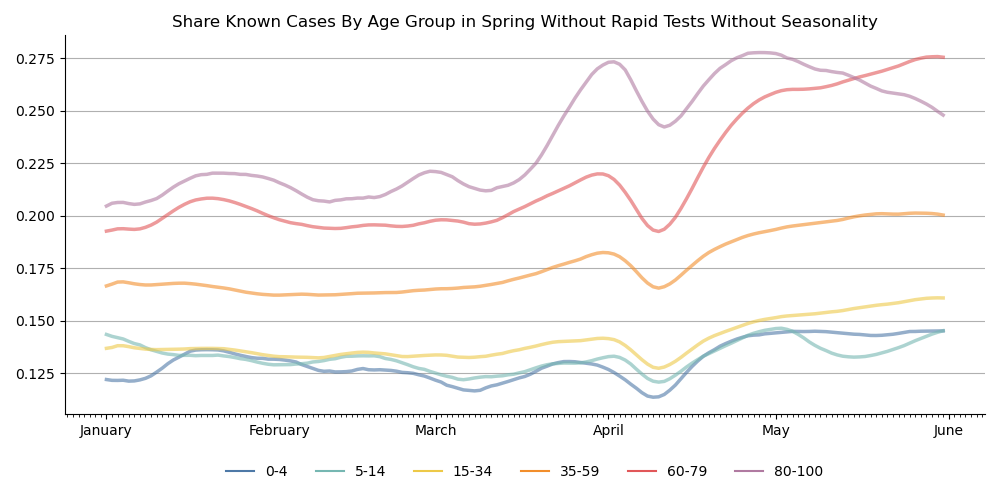 Share Known Cases By Age Group in Spring Without Rapid Tests Without Seasonality
0.275
0.250
0.225
0.200
0.175
0.150
0.125
January February March April May June
0-4 5-14 15-34 35-59 60-79 80-100